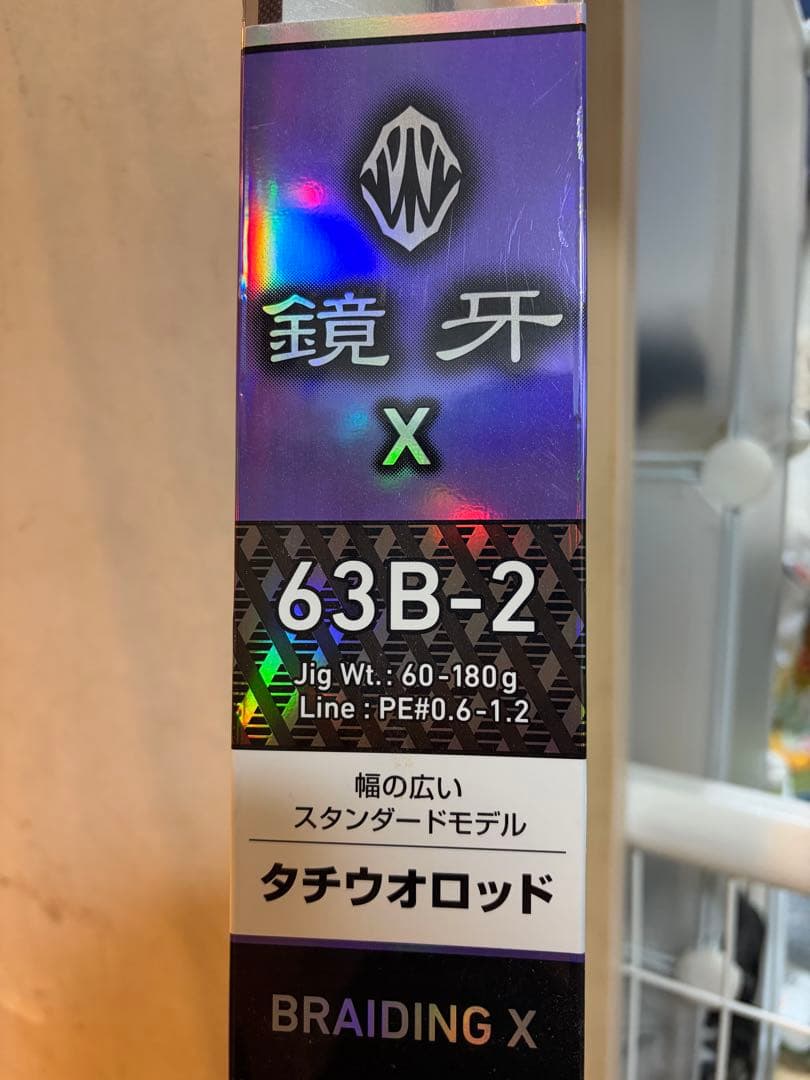 鏡牙
X
63B-2
Jig Wt.: 60-180g
Line : PE#0.6-1.2
幅の広い
スタンダードモデル
タチウオロッド
BRAIDING X